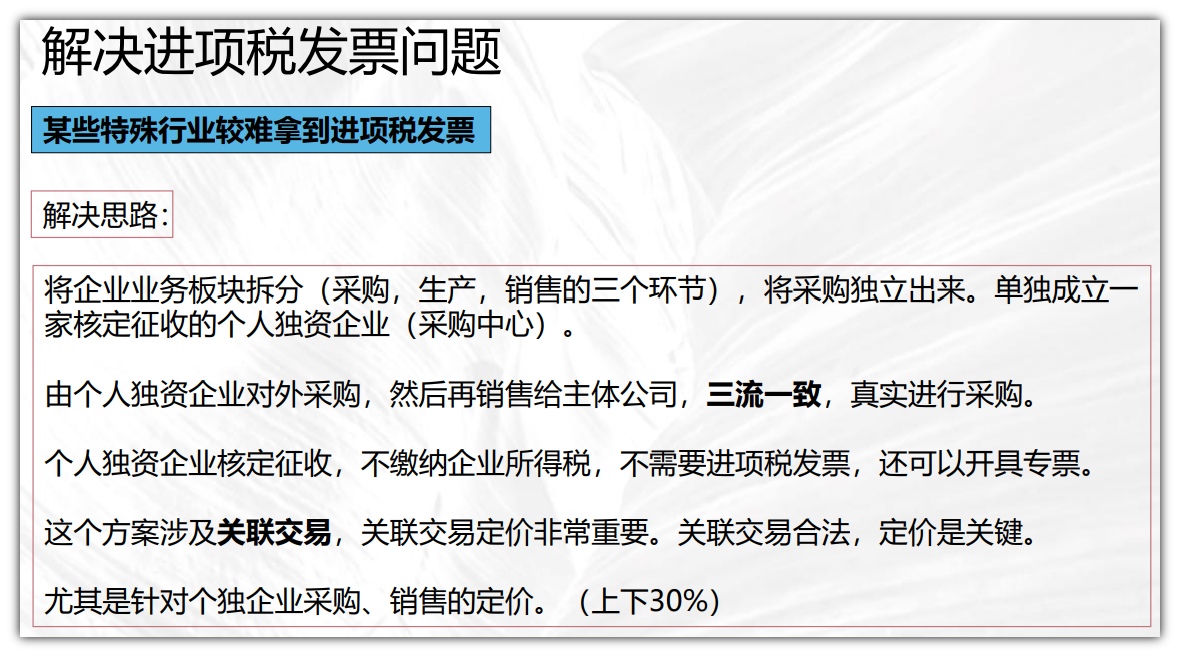 解决进项税发票问题
某些特殊行业较难拿到进项税发票
解决思路：
将企业业务板块拆分（采购，生产，销售的三个环节），将采购独立出来。单独成立一
家核定征收的个人独资企业（采购中心）。
由个人独资企业对外采购，然后再销售给主体公司，三流一致，真实进行采购。
个人独资企业核定征收，不缴纳企业所得税，不需要进项税发票，还可以开具专票。
这个方案涉及关联交易，关联交易定价非常重要。关联交易合法，定价是关键。
尤其是针对个独企业采购、销售的定价。（上下30%）